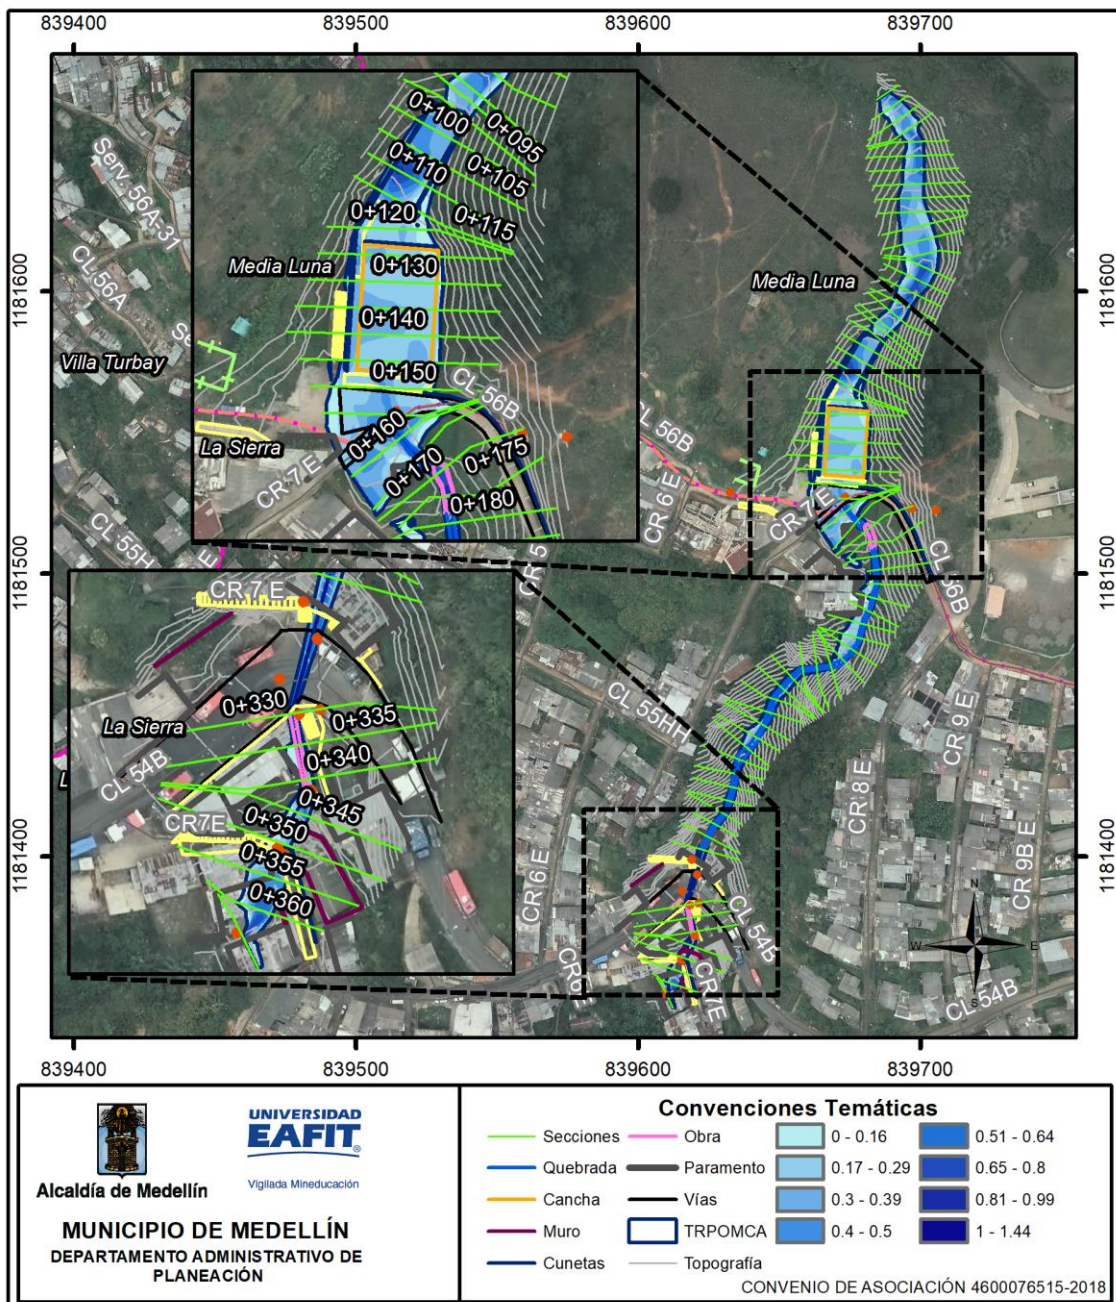 839400 839500 839600 839700
1181600
1181500
1181400
1181600
1181500
1181400
839400 839500 839600 839700
Serv. 56A-31
CL 56A
Villa Turbay
La Sierra
CL 55H
0+100
0+095
0+110
0+105
0+120
0+115
Media Luna
0+130
0+140
0+150
CL 56B
0+160
0+170
0+175
0+180
CR 7 E
Media Luna
CL 56B
CR 6 E
CR 7 E
CL 56B
CR 5
CR 7 E
0+330
0+335
La Sierra
0+340
CL 54B
0+345
0+350
CR7E
0+355
0+360
CL 55HH
CR 9 E
CR 8 E
CR 9B E
CR 6 E
CL 54B
CR7E
CL 54B
N
W E
S
Alcaldía de Medellín
UNIVERSIDAD
EAFIT
®
Vigilada Mineducación
MUNICIPIO DE MEDELLÍN
DEPARTAMENTO ADMINISTRATIVO DE
PLANEACIÓN
Convenciones Temáticas
Secciones Obra 0 - 0.16 0.51 - 0.64
Quebrada Paramento 0.17 - 0.29 0.65 - 0.8
Cancha Vías 0.3 - 0.39 0.81 - 0.99
Muro TRPOMCA 0.4 - 0.5 1 - 1.44
Cunetas Topografía
CONVENIO DE ASOCIACIÓN 4600076515-2018